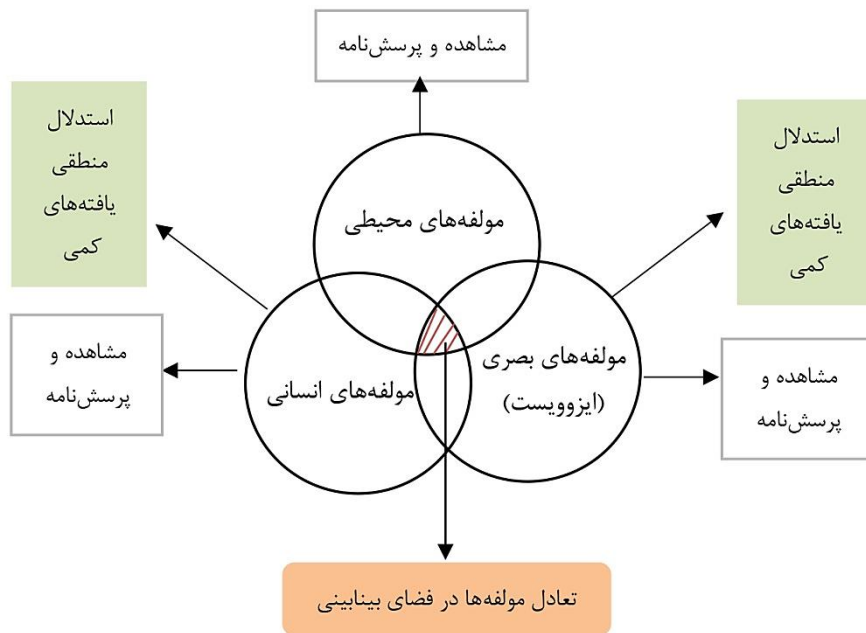 مشاهده و پرسش‌نامه
استدلال
منطقی
یافته‌های
کمی
استدلال
منطقی
یافته‌های
کمی
مولفه‌های محیطی
مشاهده و
پرسش‌نامه
مولفه‌های بصری
(ایزوویست)
مولفه‌های انسانی
مشاهده و
پرسش‌نامه
تعادل مولفه‌ها در فضای بینابینی